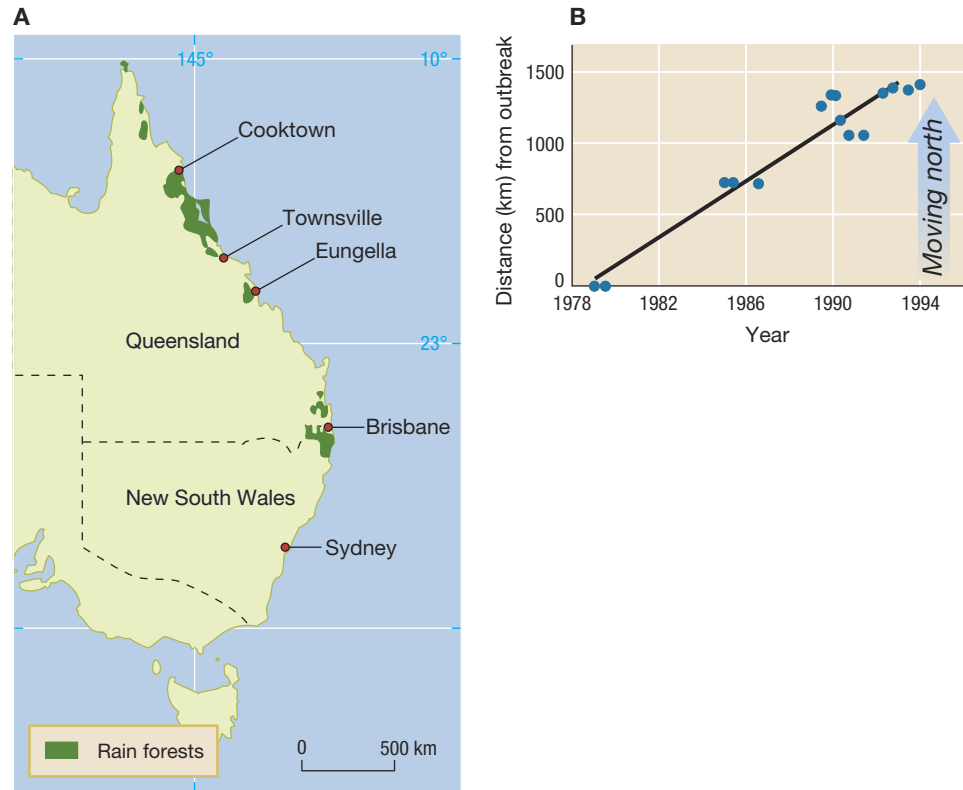 A
145°
10°
Cooktown
Townsville
Eungella
Queensland
23°
Brisbane
New South Wales
Sydney
Rain forests
0
500 km
B
Distance (km) from outbreak
1500
1000
500
0
1978
1982
1986
1990
1994
Year
Moving north